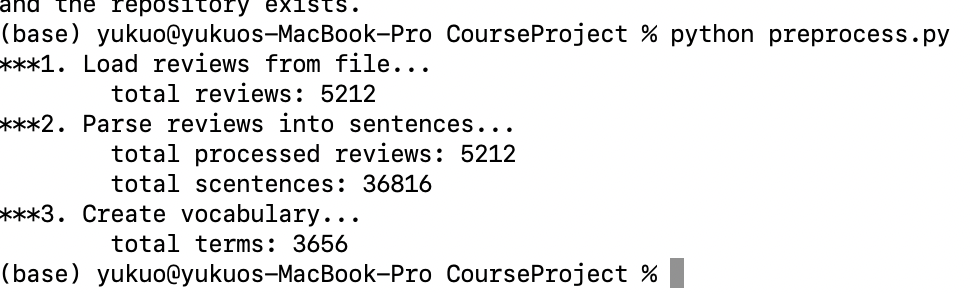 and the repository exists.
(base) yukuo@yukuos-MacBook-Pro CourseProject % python preprocess.py
***1. Load reviews from file...
total reviews: 5212
***2. Parse reviews into sentences...
total processed reviews: 5212
total scentences: 36816
***3. Create vocabulary...
total terms: 3656
(base) yukuo@yukuos-MacBook-Pro CourseProject %